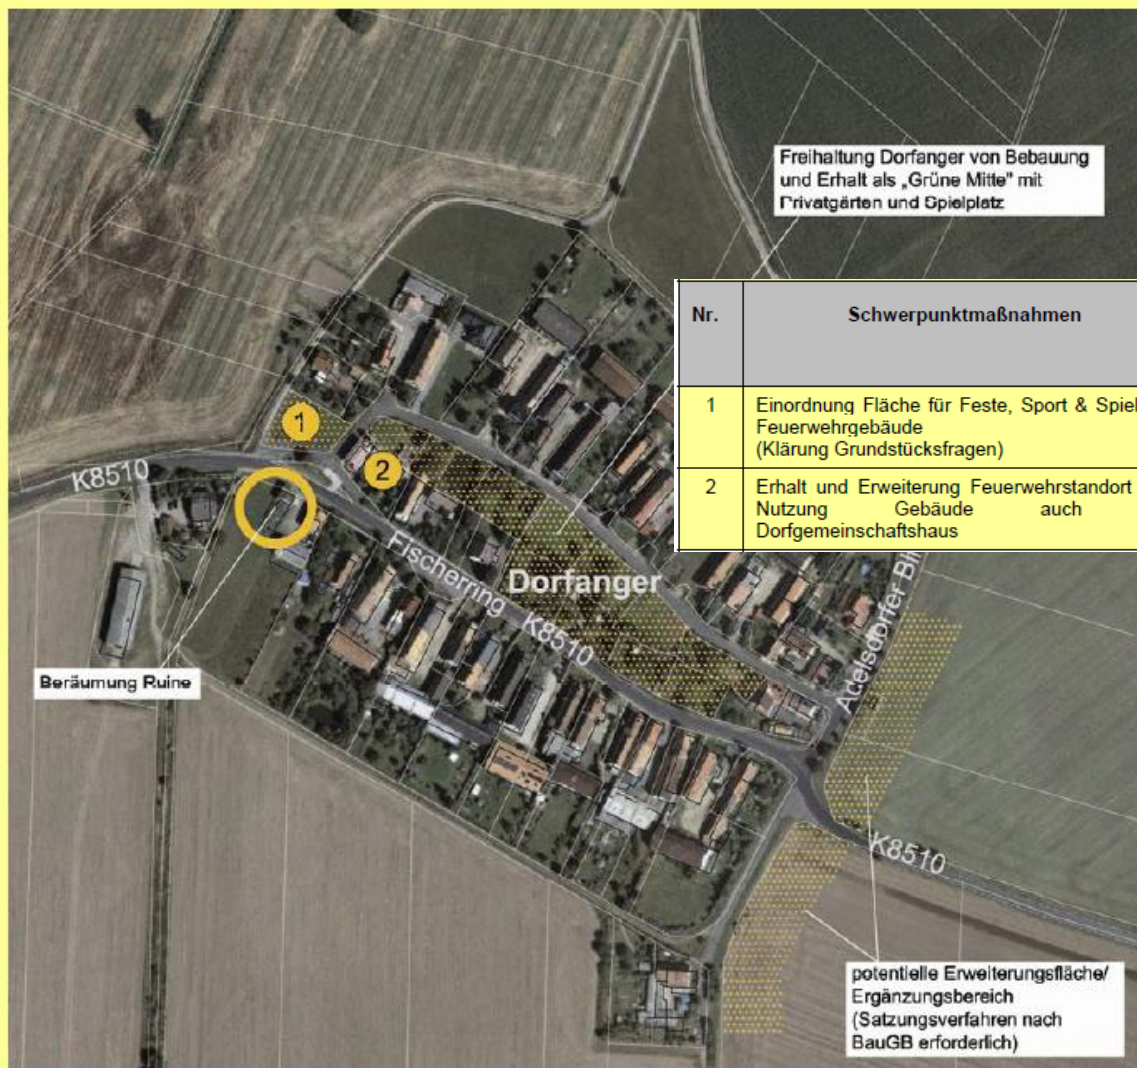 Freihaltung Dorfanger von Bebauung
und Erhalt als „Grüne Mitte" mit
Privatgärten und Spielplatz
Nr. Schwerpunktmaßnahmen
1 Einordnung Fläche für Feste, Sport & Spiel
Feuerwehrgebäude
(Klärung Grundstücksfragen)
2 Erhalt und Erweiterung Feuerwehrstandort
Nutzung Gebäude auch
Dorfgemeinschaftshaus
1
2
K8510
Fischerring K8510
Dorfanger
Adelsdorfer
Beräumung Ruine
K8510
potentielle Erweiterungsfläche/
Ergänzungsbereich
(Satzungsverfahren nach
BauGB erforderlich)